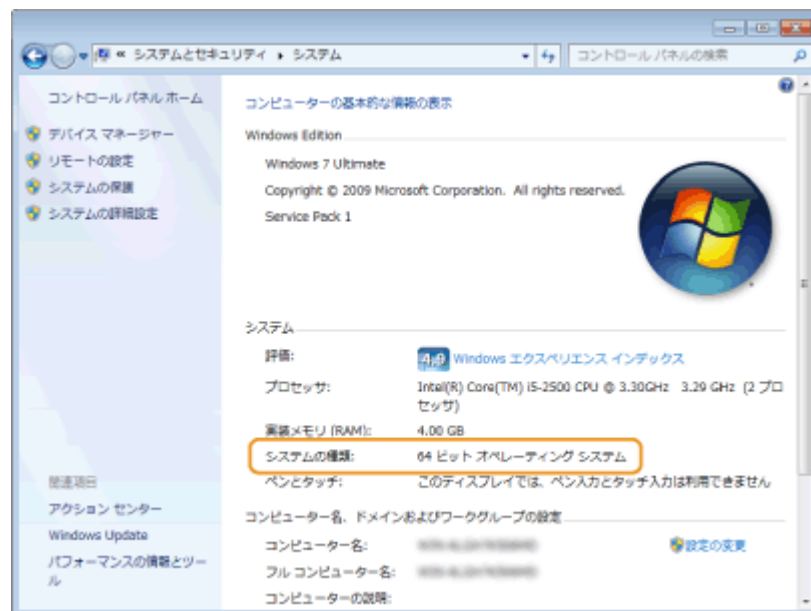 « システムとセキュリティ ▸ システム
コントロール パネルの検索
コントロール パネル ホーム
デバイス マネージャー
リモートの設定
システムの保護
システムの詳細設定
コンピューターの基本的な情報の表示
Windows Edition
Windows 7 Ultimate
Copyright © 2009 Microsoft Corporation. All rights reserved.
Service Pack 1
システム
評価:
4.9 Windows エクスペリエンス インデックス
プロセッサ:
Intel(R) Core(TM) i5-2500 CPU @ 3.30GHz 3.29 GHz (2 プロ
セッサ)
実装メモリ (RAM):
4.00 GB
システムの種類:
64 ビット オペレーティング システム
ペンとタッチ:
このディスプレイでは、ペン入力とタッチ入力は利用できません
コンピューター名、ドメインおよびワークグループの設定
コンピューター名:
設定の変更
フル コンピューター名:
コンピューターの説明:
関連項目
アクション センター
Windows Update
パフォーマンスの情報とツー
ル